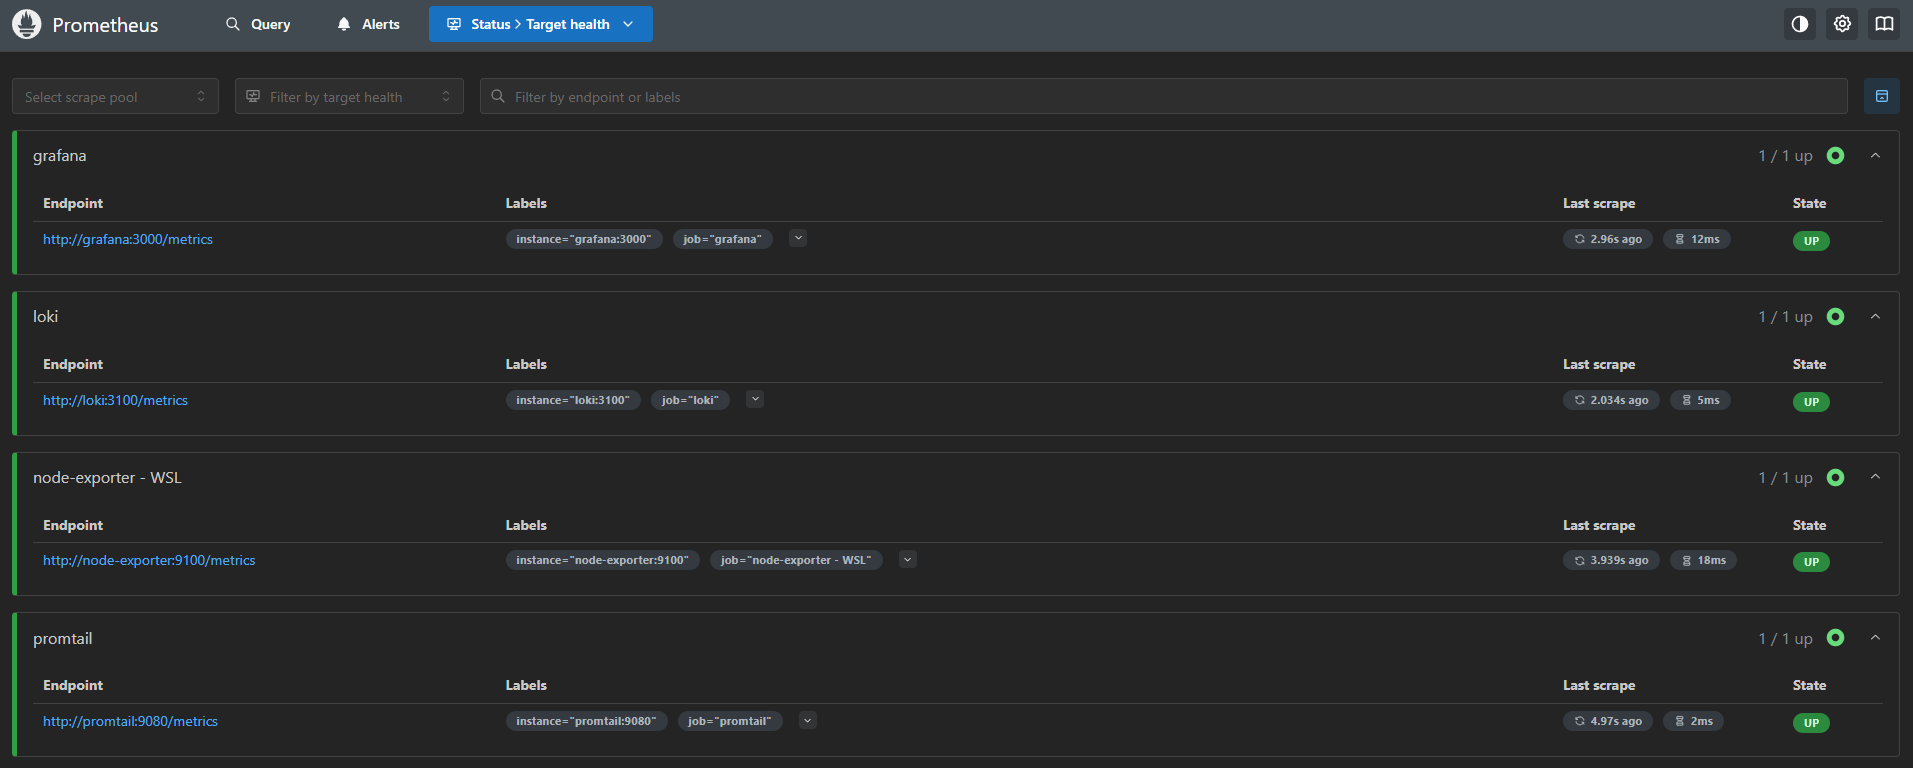 Prometheus Query Alerts Status > Target health
Select scrape pool Filter by target health Filter by endpoint or labels
grafana 1 / 1 up
Endpoint Labels Last scrape State
http://grafana:3000/metrics instance="grafana:3000" job="grafana" 2.96s ago 12ms UP
loki 1 / 1 up
Endpoint Labels Last scrape State
http://loki:3100/metrics instance="loki:3100" job="loki" 2.034s ago 5ms UP
node-exporter - WSL 1 / 1 up
Endpoint Labels Last scrape State
http://node-exporter:9100/metrics instance="node-exporter:9100" job="node-exporter - WSL" 3.939s ago 18ms UP
promtail 1 / 1 up
Endpoint Labels Last scrape State
http://promtail:9080/metrics instance="promtail:9080" job="promtail" 4.97s ago 2ms UP